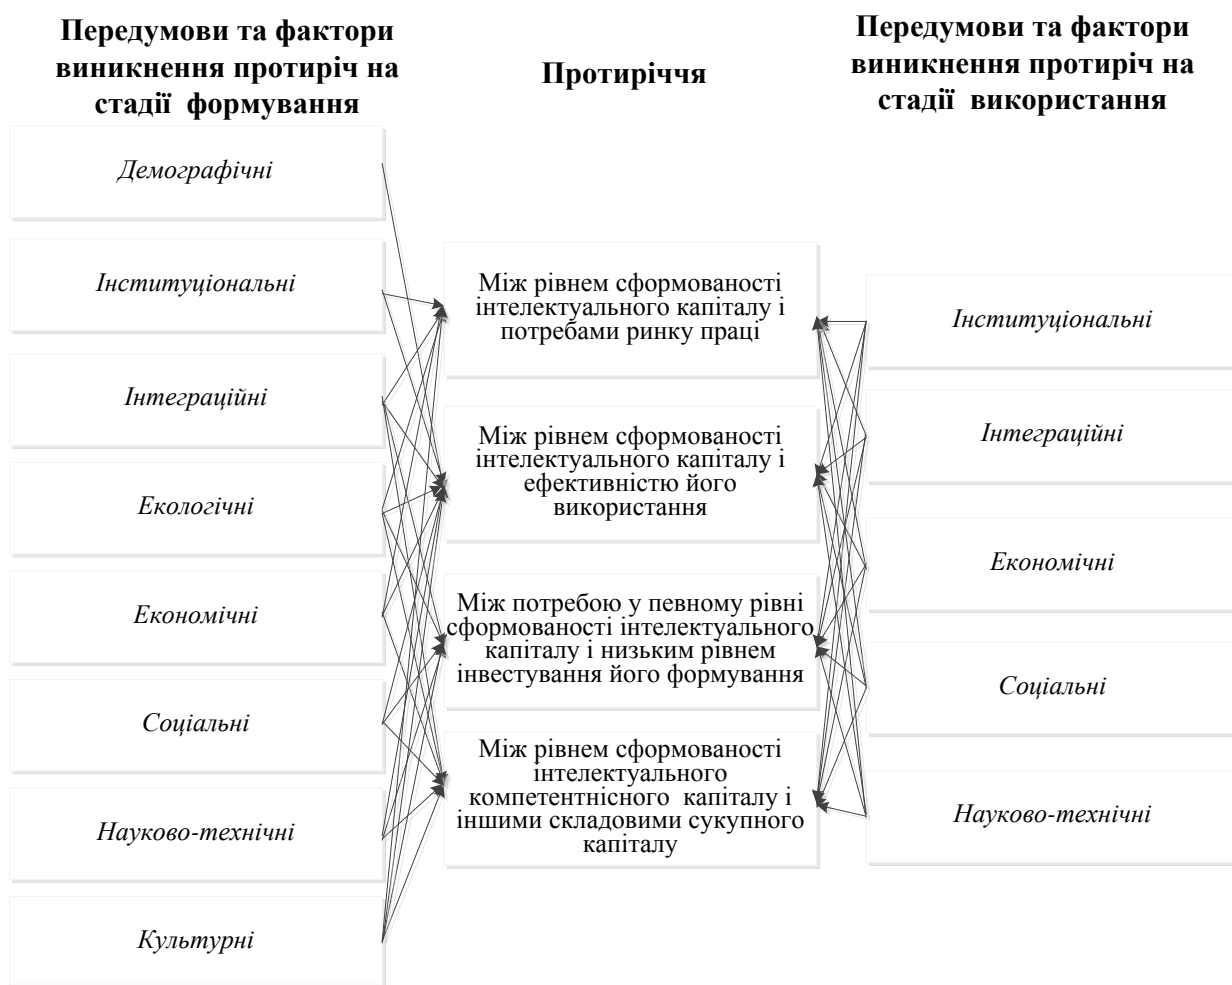 Передумови та фактори
виникнення протиріч на
стадії формування
Протиріччя
Передумови та фактори
виникнення протиріч на
стадії використання
Демографічні
Інституціональні
Інтеграційні
Екологічні
Економічні
Соціальні
Науково-технічні
Культурні
Між рівнем сформованості
інтелектуального капіталу і
потребами ринку праці
Між рівнем сформованості
інтелектуального капіталу і
ефективністю його
використання
Між потребою у певному рівні
сформованості інтелектуального
капіталу і низьким рівнем
інвестування його формування
Між рівнем сформованості
інтелектуального
компетентнісного капіталу і
іншими складовими сукупного
капіталу
Інституціональні
Інтеграційні
Економічні
Соціальні
Науково-технічні